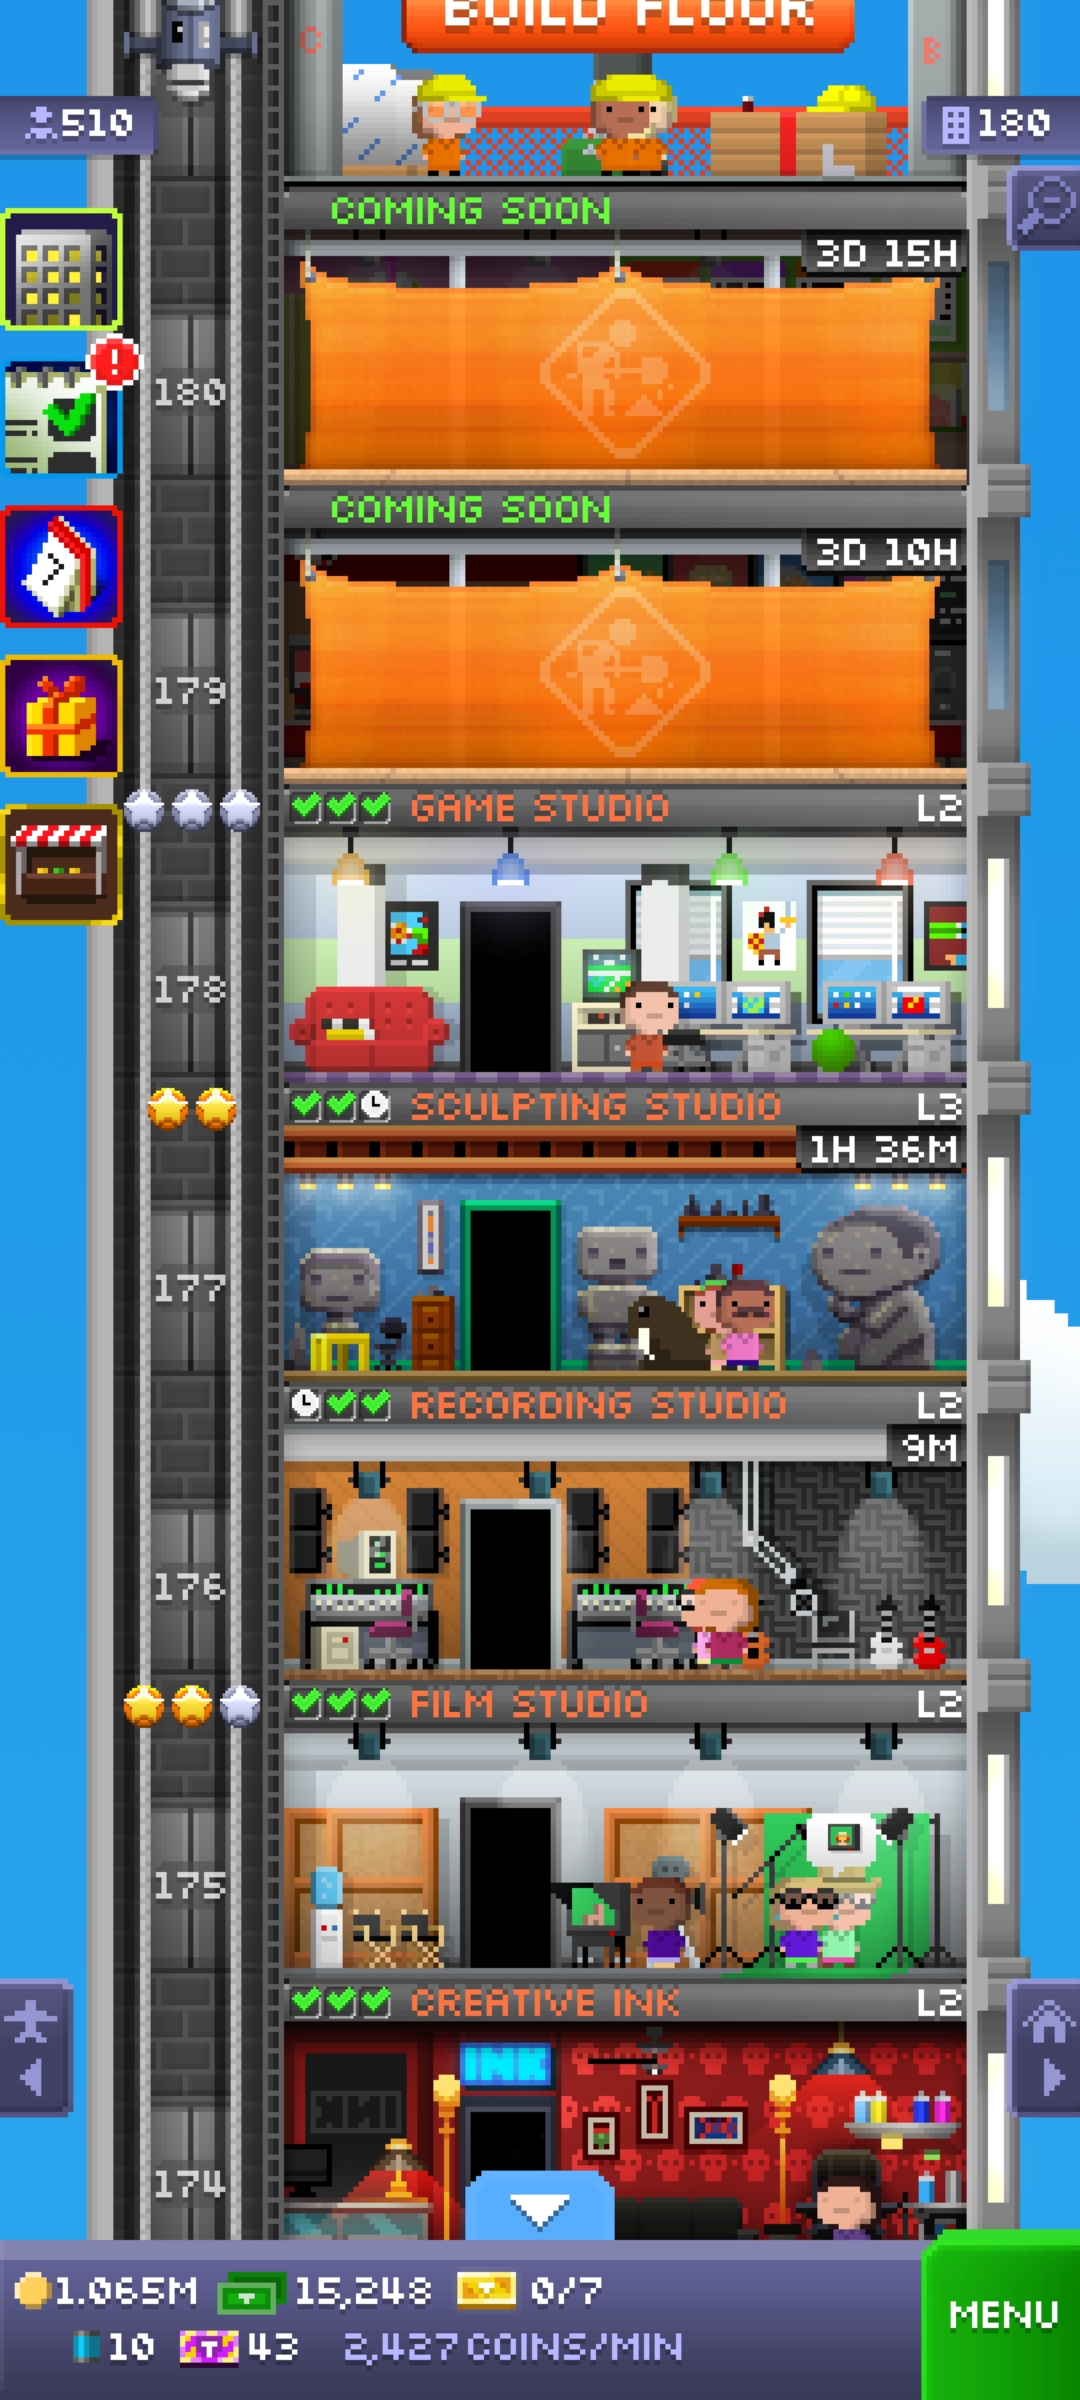 BUILD FLOOR
C
B
510
180
COMING SOON
3D 15H
180
COMING SOON
3D 10H
179
GAME STUDIO
L2
178
SCULPTING STUDIO
L3
1H 36M
177
RECORDING STUDIO
L2
9M
176
FILM STUDIO
L2
175
CREATIVE INK
L2
INK
174
1.065M
15,248
0/7
10
T
43
2,427 COINS/MIN
MENU